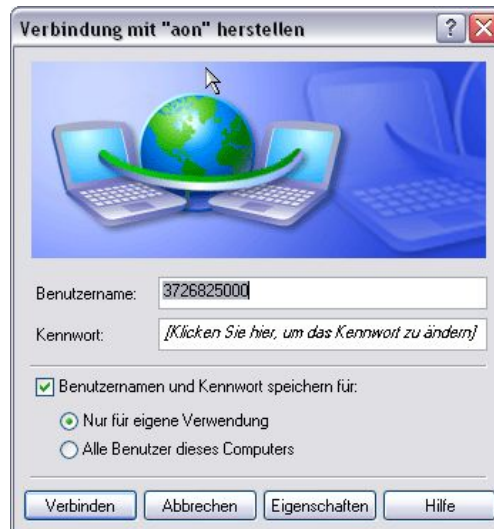 Verbindung mit "aon" herstellen
Benutzername: 3726825000
Kennwort: [Klicken Sie hier, um das Kennwort zu ändern]
Benutzernamen und Kennwort speichern für:
Nur für eigene Verwendung
Alle Benutzer dieses Computers
Verbinden Abbrechen Eigenschaften Hilfe